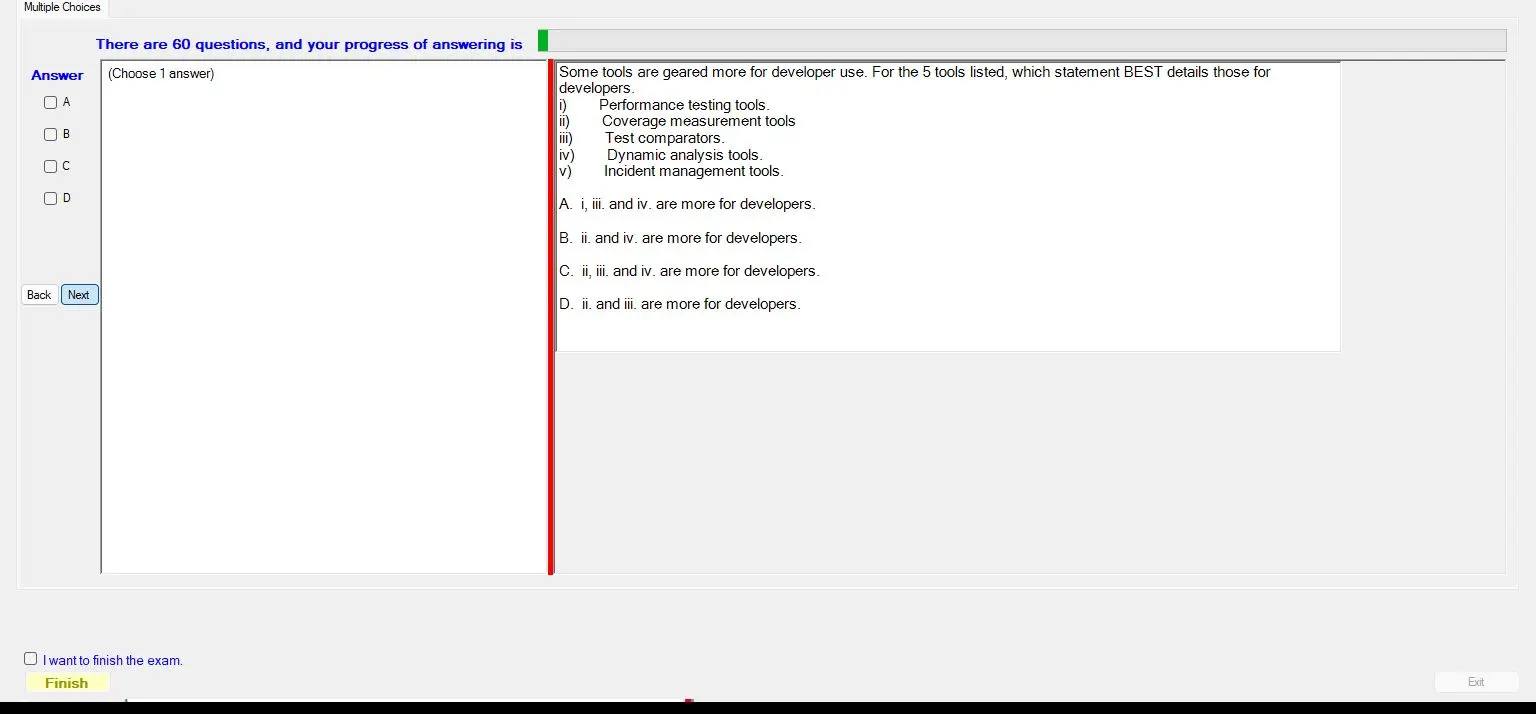 Multiple Choices
There are 60 questions, and your progress of answering is
Answer
(Choose 1 answer)
A
B
C
D
Back
Next
Some tools are geared more for developer use. For the 5 tools listed, which statement BEST details those for
developers.
i) Performance testing tools.
ii) Coverage measurement tools
iii) Test comparators.
iv) Dynamic analysis tools.
v) Incident management tools.
A. i, iii. and iv. are more for developers.
B. ii. and iv. are more for developers.
C. ii, iii. and iv. are more for developers.
D. ii. and iii. are more for developers.
I want to finish the exam.
Finish
Exit